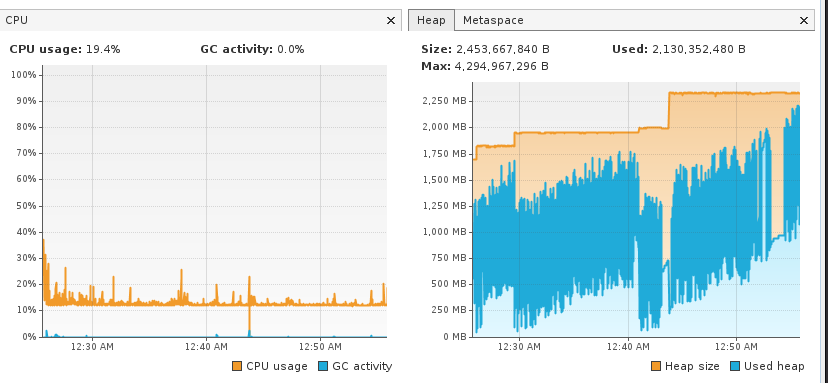 CPU ×
CPU usage: 19.4% GC activity: 0.0%
100%
90%
80%
70%
60%
50%
40%
30%
20%
10%
0%
12:30 AM 12:40 AM 12:50 AM
CPU usage GC activity
Heap Metaspace ×
Size: 2,453,667,840 B Used: 2,130,352,480 B
Max: 4,294,967,296 B
2,250 MB
2,000 MB
1,750 MB
1,500 MB
1,250 MB
1,000 MB
750 MB
500 MB
250 MB
0 MB
12:30 AM 12:40 AM 12:50 AM
Heap size Used heap